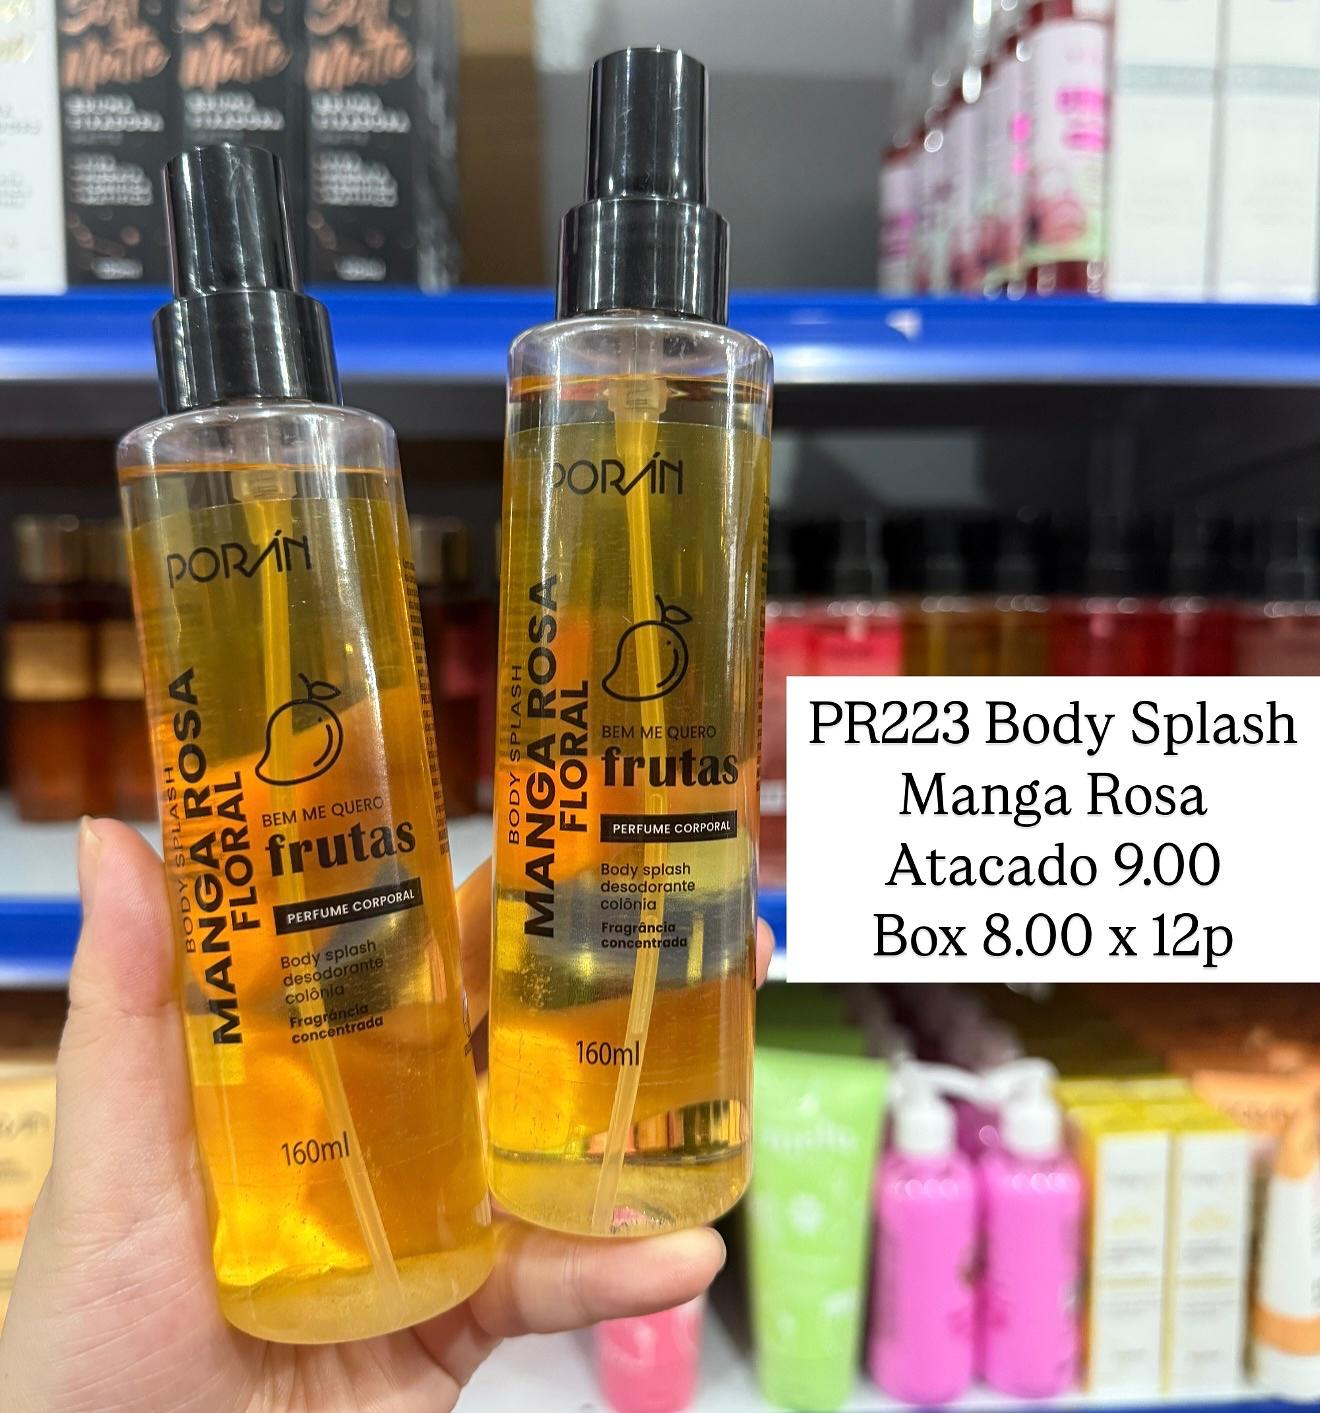 PORÁN
BODY SPLASH
MANGA ROSA
FLORAL
BEM ME QUERO
frutas
PERFUME CORPORAL
Body splash
desodorante
colônia
Fragrância
concentrada
160ml
PORÁN
BODY SPLASH
MANGA ROSA
FLORAL
BEM ME QUERO
frutas
PERFUME CORPORAL
Body splash
desodorante
colônia
Fragrância
concentrada
160ml
PR223 Body Splash
Manga Rosa
Atacado 9.00
Box 8.00 x 12p